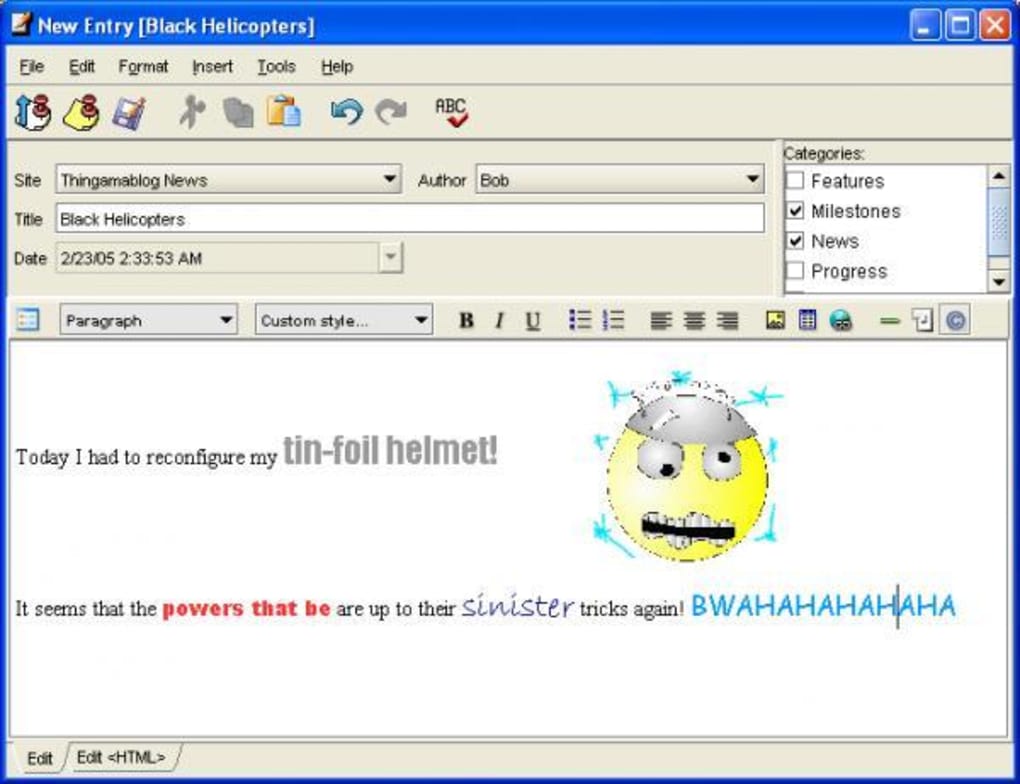 New Entry [Black Helicopters]
File Edit Format Insert Tools Help
ABC
Categories:
Site Thingamablog News Author Bob
Features
Title Black Helicopters
Milestones
News
Date 2/23/05 2:33:53 AM
Progress
Paragraph Custom style... B I U
Today I had to reconfigure my tin-foil helmet!
It seems that the powers that be are up to their sinister tricks again! BWAHAHAHAHAHA
Edit Edit <HTML>